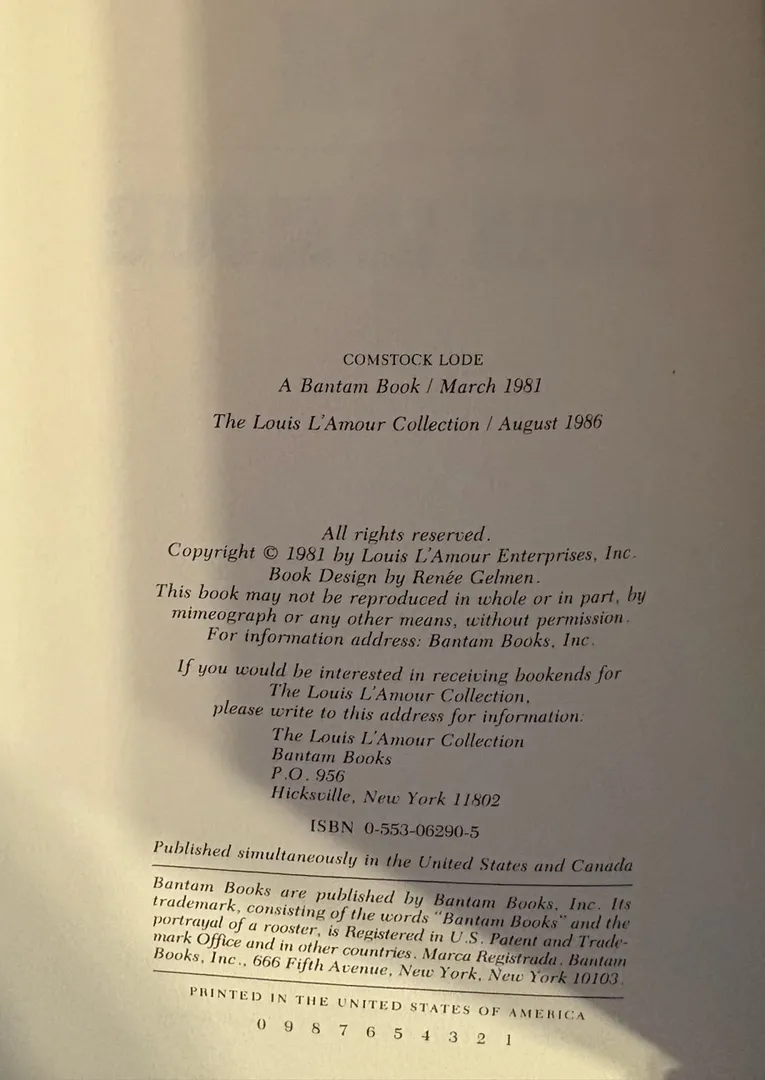 COMSTOCK LODE
A Bantam Book / March 1981
The Louis L'Amour Collection / August 1986
All rights reserved.
Copyright © 1981 by Louis L'Amour Enterprises, Inc.
Book Design by Renée Gelmen.
This book may not be reproduced in whole or in part, by
mimeograph or any other means, without permission.
For information address: Bantam Books, Inc.
If you would be interested in receiving bookends for
The Louis L'Amour Collection,
please write to this address for information:
The Louis L'Amour Collection
Bantam Books
P.O. 956
Hicksville, New York 11802
ISBN 0-553-06290-5
Published simultaneously in the United States and Canada
Bantam Books are published by Bantam Books, Inc. Its
trademark, consisting of the words "Bantam Books" and the
portrayal of a rooster, is Registered in U.S. Patent and Trade-
mark Office and in other countries. Marca Registrada. Bantam
Books, Inc., 666 Fifth Avenue, New York, New York 10103.
PRINTED IN THE UNITED STATES OF AMERICA
0 9 8 7 6 5 4 3 2 1